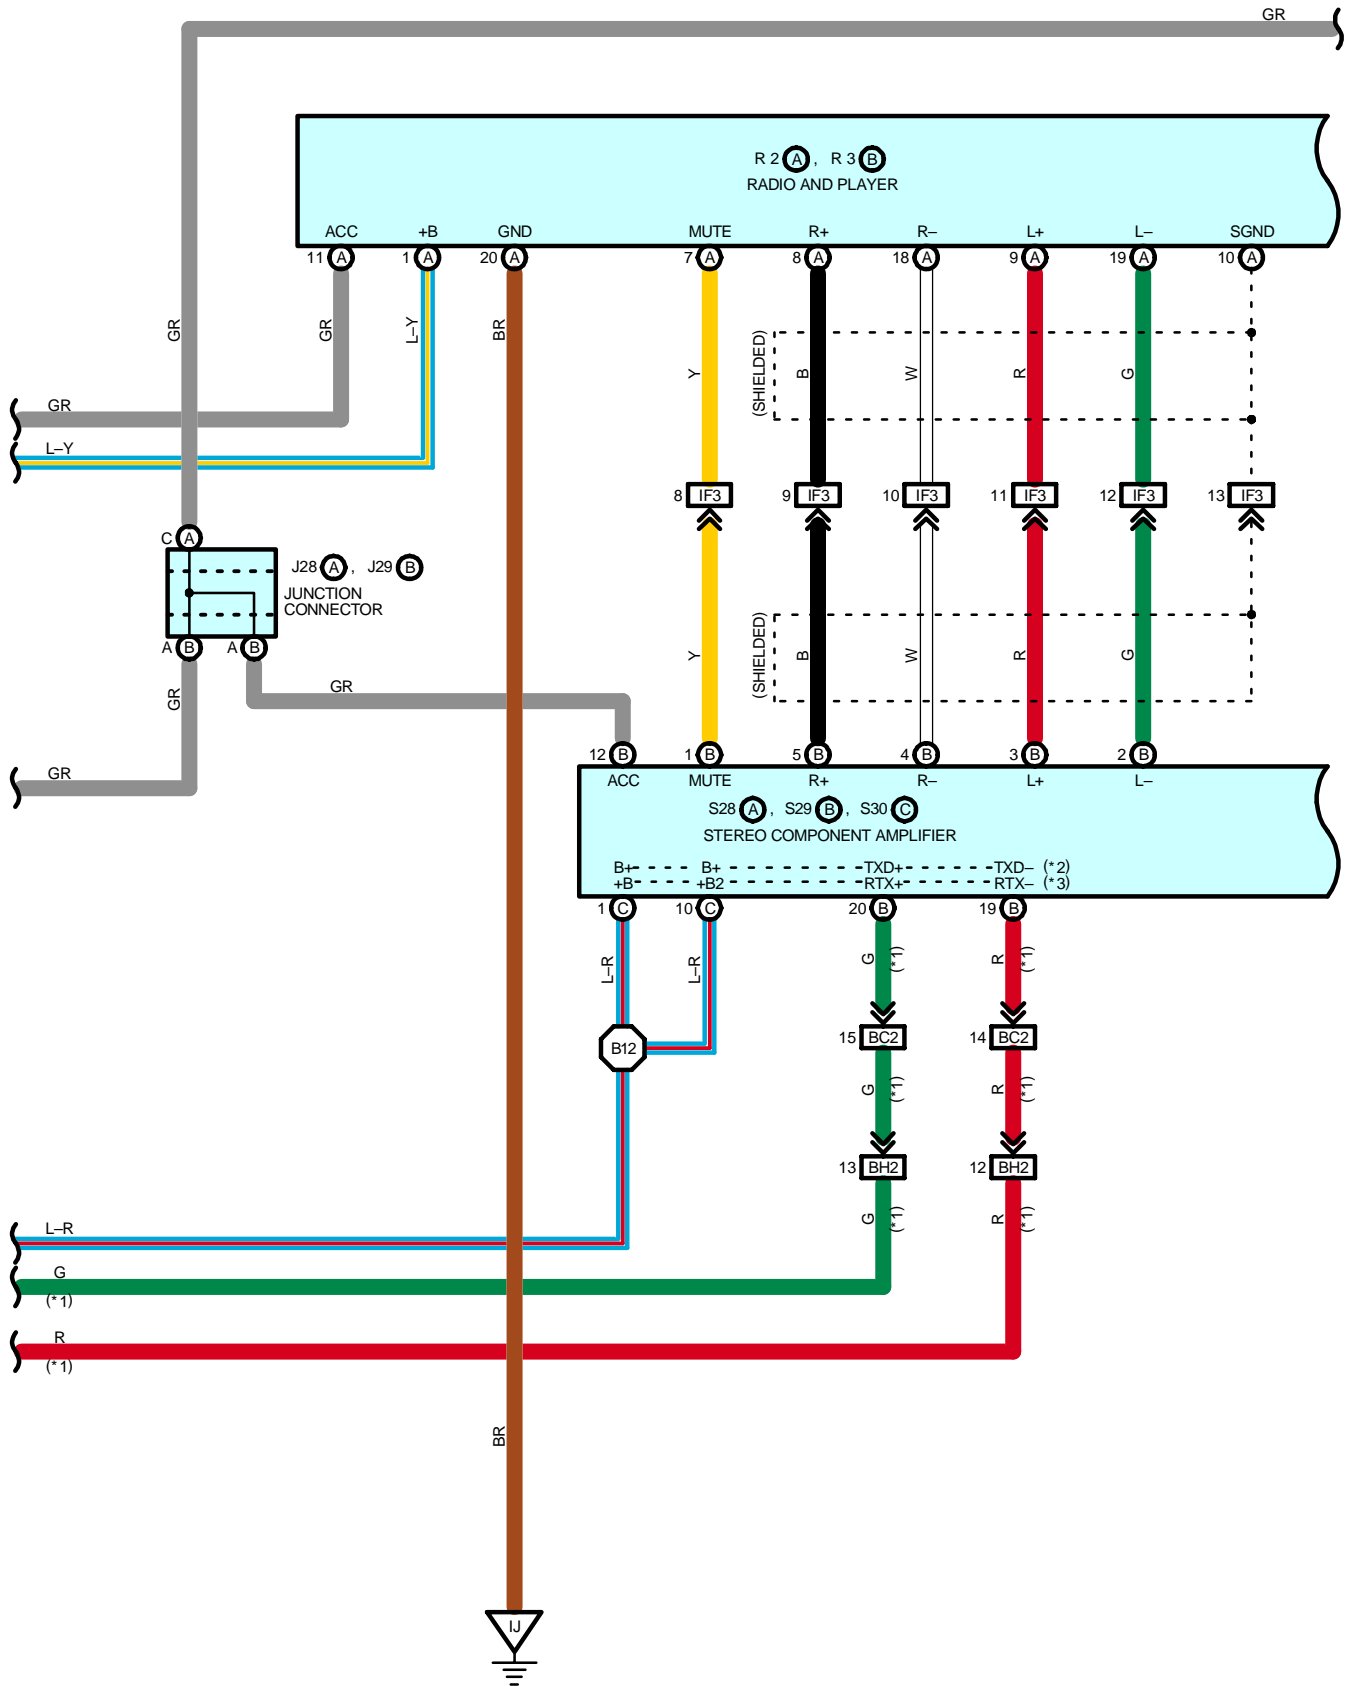 GR
R 2 A , R 3 B
RADIO AND PLAYER
ACC +B GND MUTE R+ R– L+ L– SGND
11 A 1 A 20 A 7 A 8 A 18 A 9 A 19 A 10 A
GR GR L–Y BR Y (SHIELDED) B W R G
GR
L–Y
8 IF3 9 IF3 10 IF3 11 IF3 12 IF3 13 IF3
C A
J28 A , J29 B
JUNCTION
CONNECTOR
A B A B
GR GR Y (SHIELDED) B W R G
12 B 1 B 5 B 4 B 3 B 2 B
GR
ACC MUTE R+ R– L+ L–
S28 A , S29 B , S30 C
STEREO COMPONENT AMPLIFIER
B+ B+ TXD+ TXD– (*2)
+B +B2 RTX+ RTX– (*3)
1 C 10 C 20 B 19 B
L–R L–R G (*1) R (*1)
15 BC2 14 BC2
B12
G (*1) R (*1)
13 BH2 12 BH2
G (*1) R (*1)
L–R
G
(*1)
R
(*1)
BR
IJ